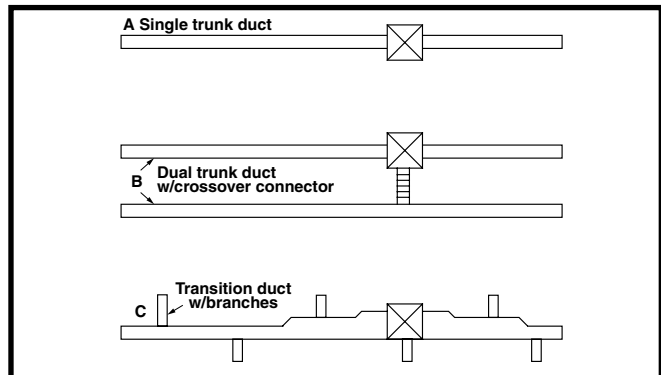 A Single trunk duct
B
Dual trunk duct
w/crossover connector
C
Transition duct
w/branches